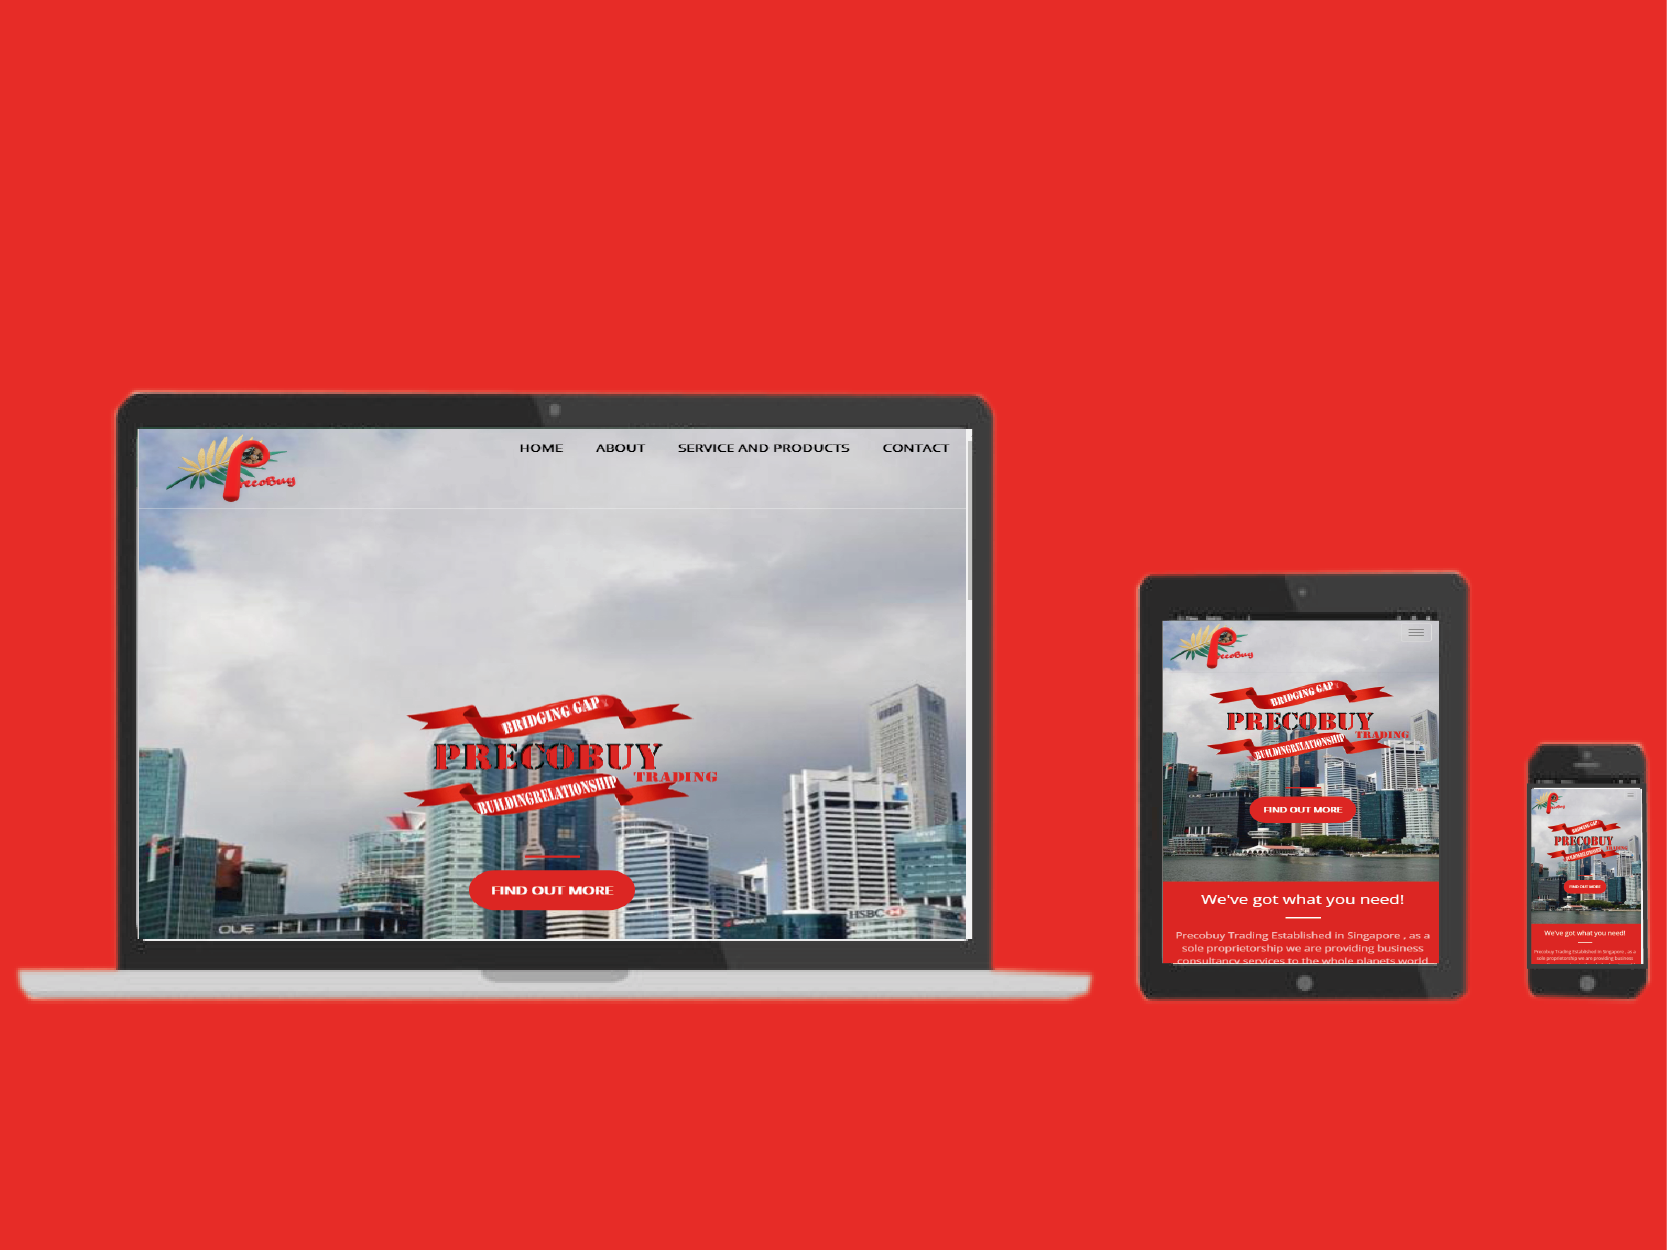 HOME ABOUT SERVICE AND PRODUCTS CONTACT
PrecoBuy
BRIDGING GAP
PRECOBUY
TRADING
BUILDINGRELATIONSHIP
FIND OUT MORE
OUE
HSBC
PrecoBuy
BRIDGING GAP
PRECOBUY
TRADING
BUILDINGRELATIONSHIP
FIND OUT MORE
We've got what you need!
Precobuy Trading Established in Singapore , as a
sole proprietorship we are providing business
consultancy services to the whole planets world
BRIDGING GAP
PRECOBUY
TRADING
BUILDINGRELATIONSHIP
FIND OUT MORE
We've got what you need!
Precobuy Trading Established in Singapore , as a
sole proprietorship we are providing business